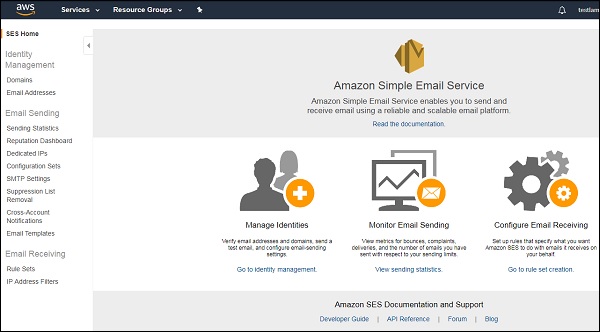 aws
Services
Resource Groups
testlam
SES Home
Identity
Management
Domains
Email Addresses
Email Sending
Sending Statistics
Reputation Dashboard
Dedicated IPs
Configuration Sets
SMTP Settings
Suppression List
Removal
Cross-Account
Notifications
Email Templates
Email Receiving
Rule Sets
IP Address Filters
Amazon Simple Email Service
Amazon Simple Email Service enables you to send and
receive email using a reliable and scalable email platform.
Read the documentation.
Manage Identities
Verify email addresses and domains, send a
test email, and configure email-sending
settings.
Go to identity management.
Monitor Email Sending
View metrics for bounces, complaints,
deliveries, and the number of emails you have
sent with respect to your sending limits.
View sending statistics.
Configure Email Receiving
Set up rules that specify what you want
Amazon SES to do with emails it receives on
your behalf.
Go to rule set creation.
Amazon SES Documentation and Support
Developer Guide | API Reference | Forum | Blog